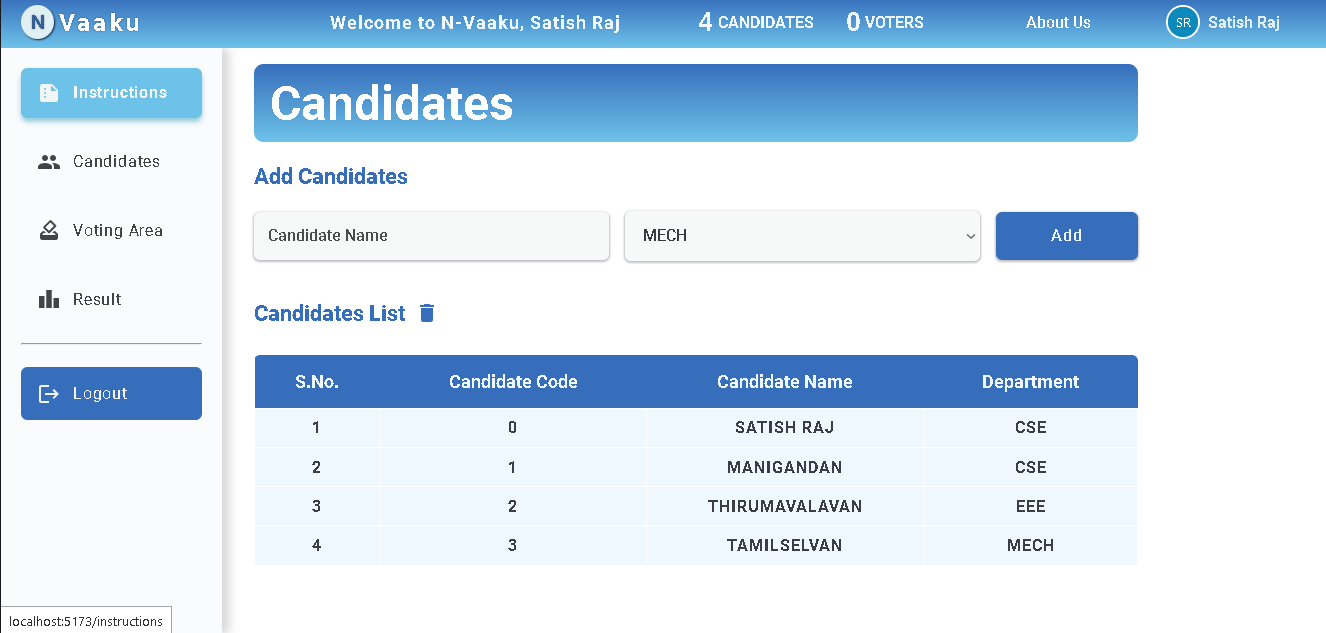 N Vaaku Welcome to N-Vaaku, Satish Raj 4 CANDIDATES 0 VOTERS About Us SR Satish Raj
Instructions
Candidates
Voting Area
Result
Logout
Candidates
Add Candidates
Candidate Name MECH Add
Candidates List
S.No. Candidate Code Candidate Name Department
1 0 SATISH RAJ CSE
2 1 MANIGANDAN CSE
3 2 THIRUMAVALAVAN EEE
4 3 TAMILSELVAN MECH
localhost:5173/instructions